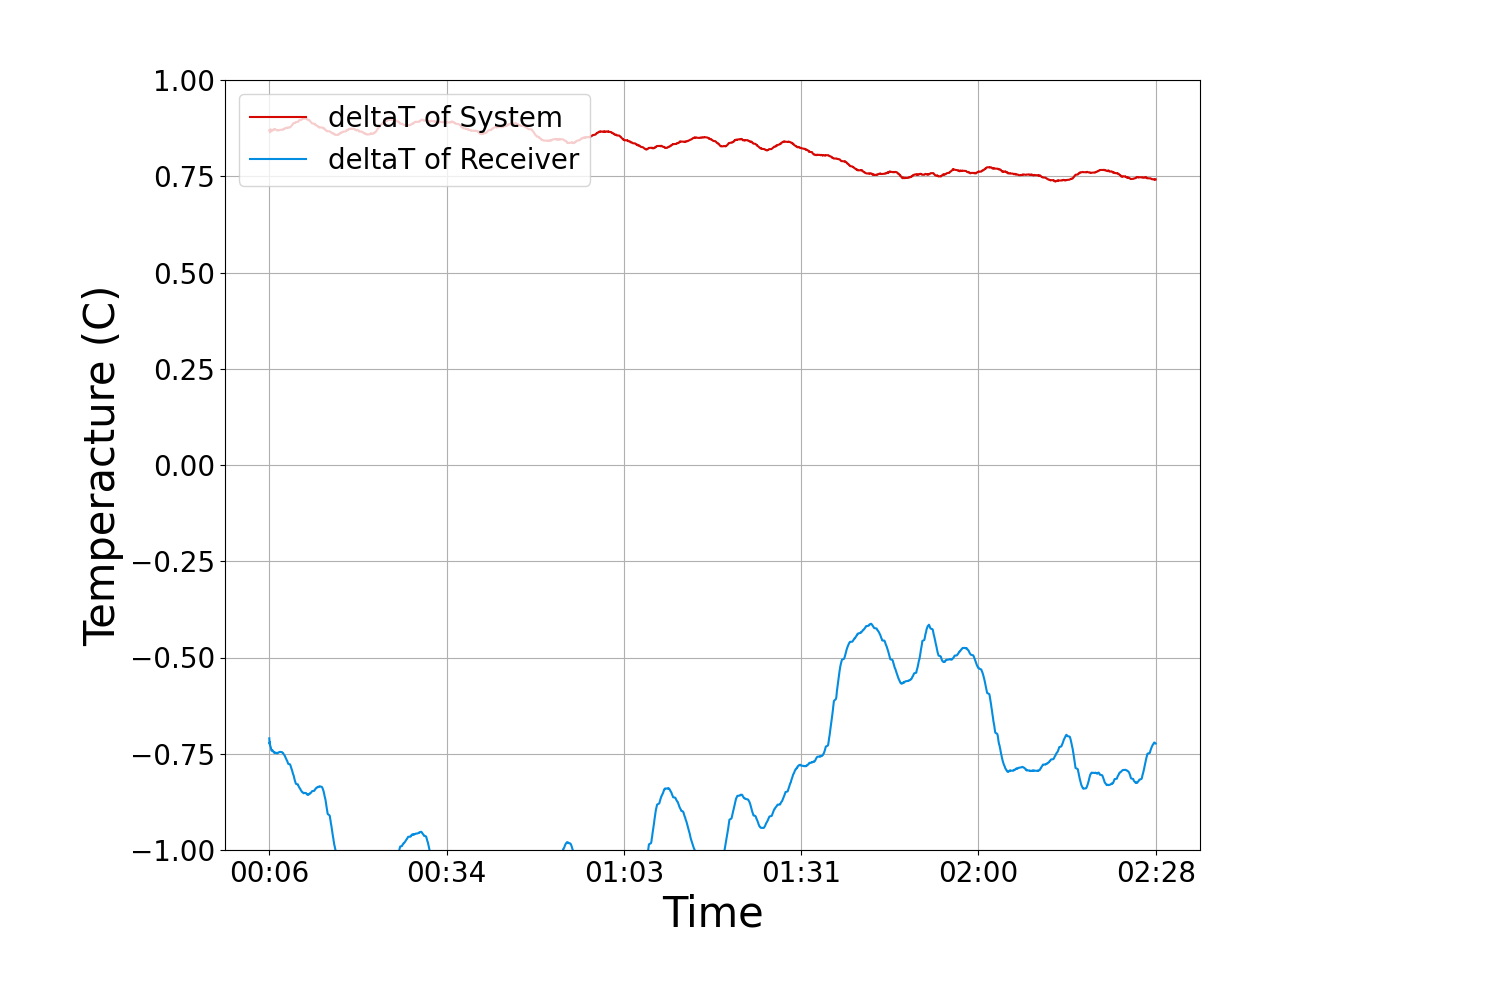 1.00
0.75
0.50
0.25
0.00
−0.25
−0.50
−0.75
−1.00
Temperacture (C)
deltaT of System
deltaT of Receiver
00:06 00:34 01:03 01:31 02:00 02:28
Time